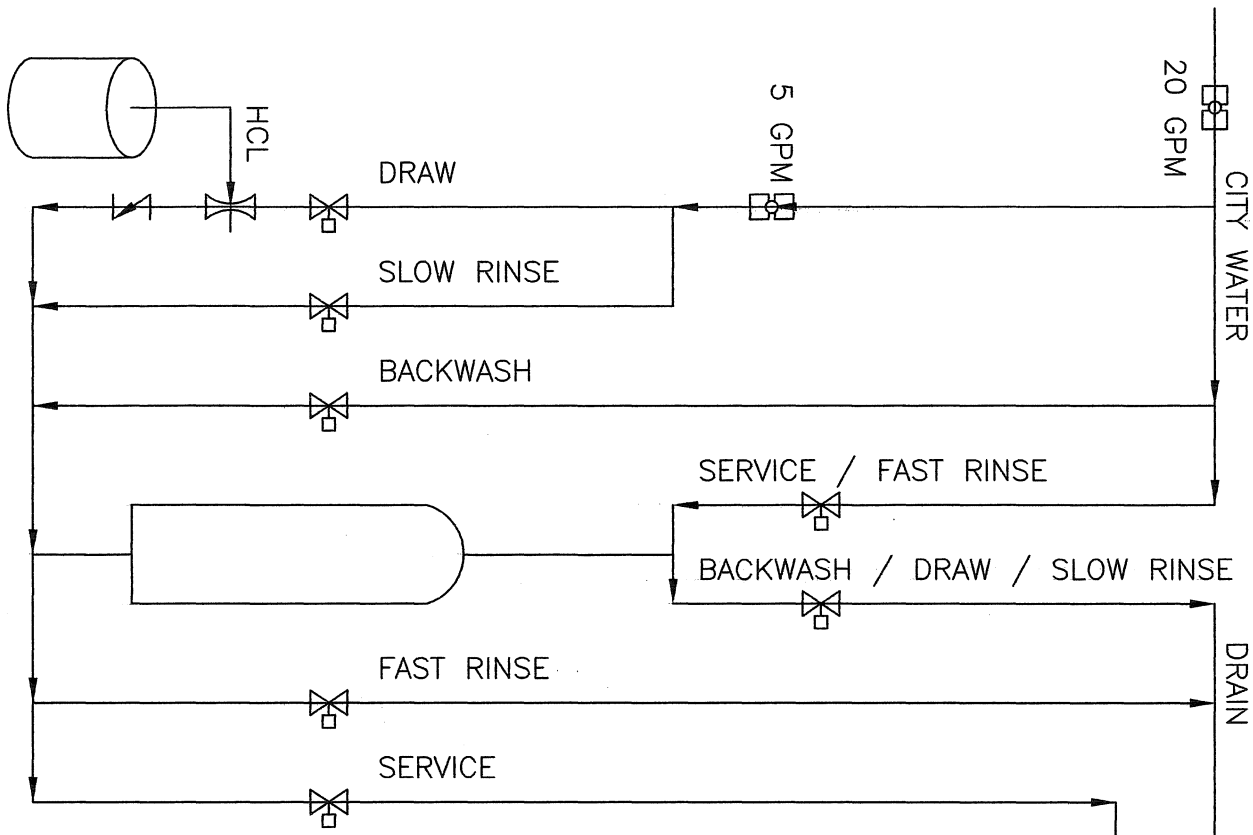 20 GPM
5 GPM
HCL
DRAW
CITY WATER
SLOW RINSE
BACKWASH
SERVICE / FAST RINSE
BACKWASH / DRAW / SLOW RINSE
FAST RINSE
DRAIN
SERVICE